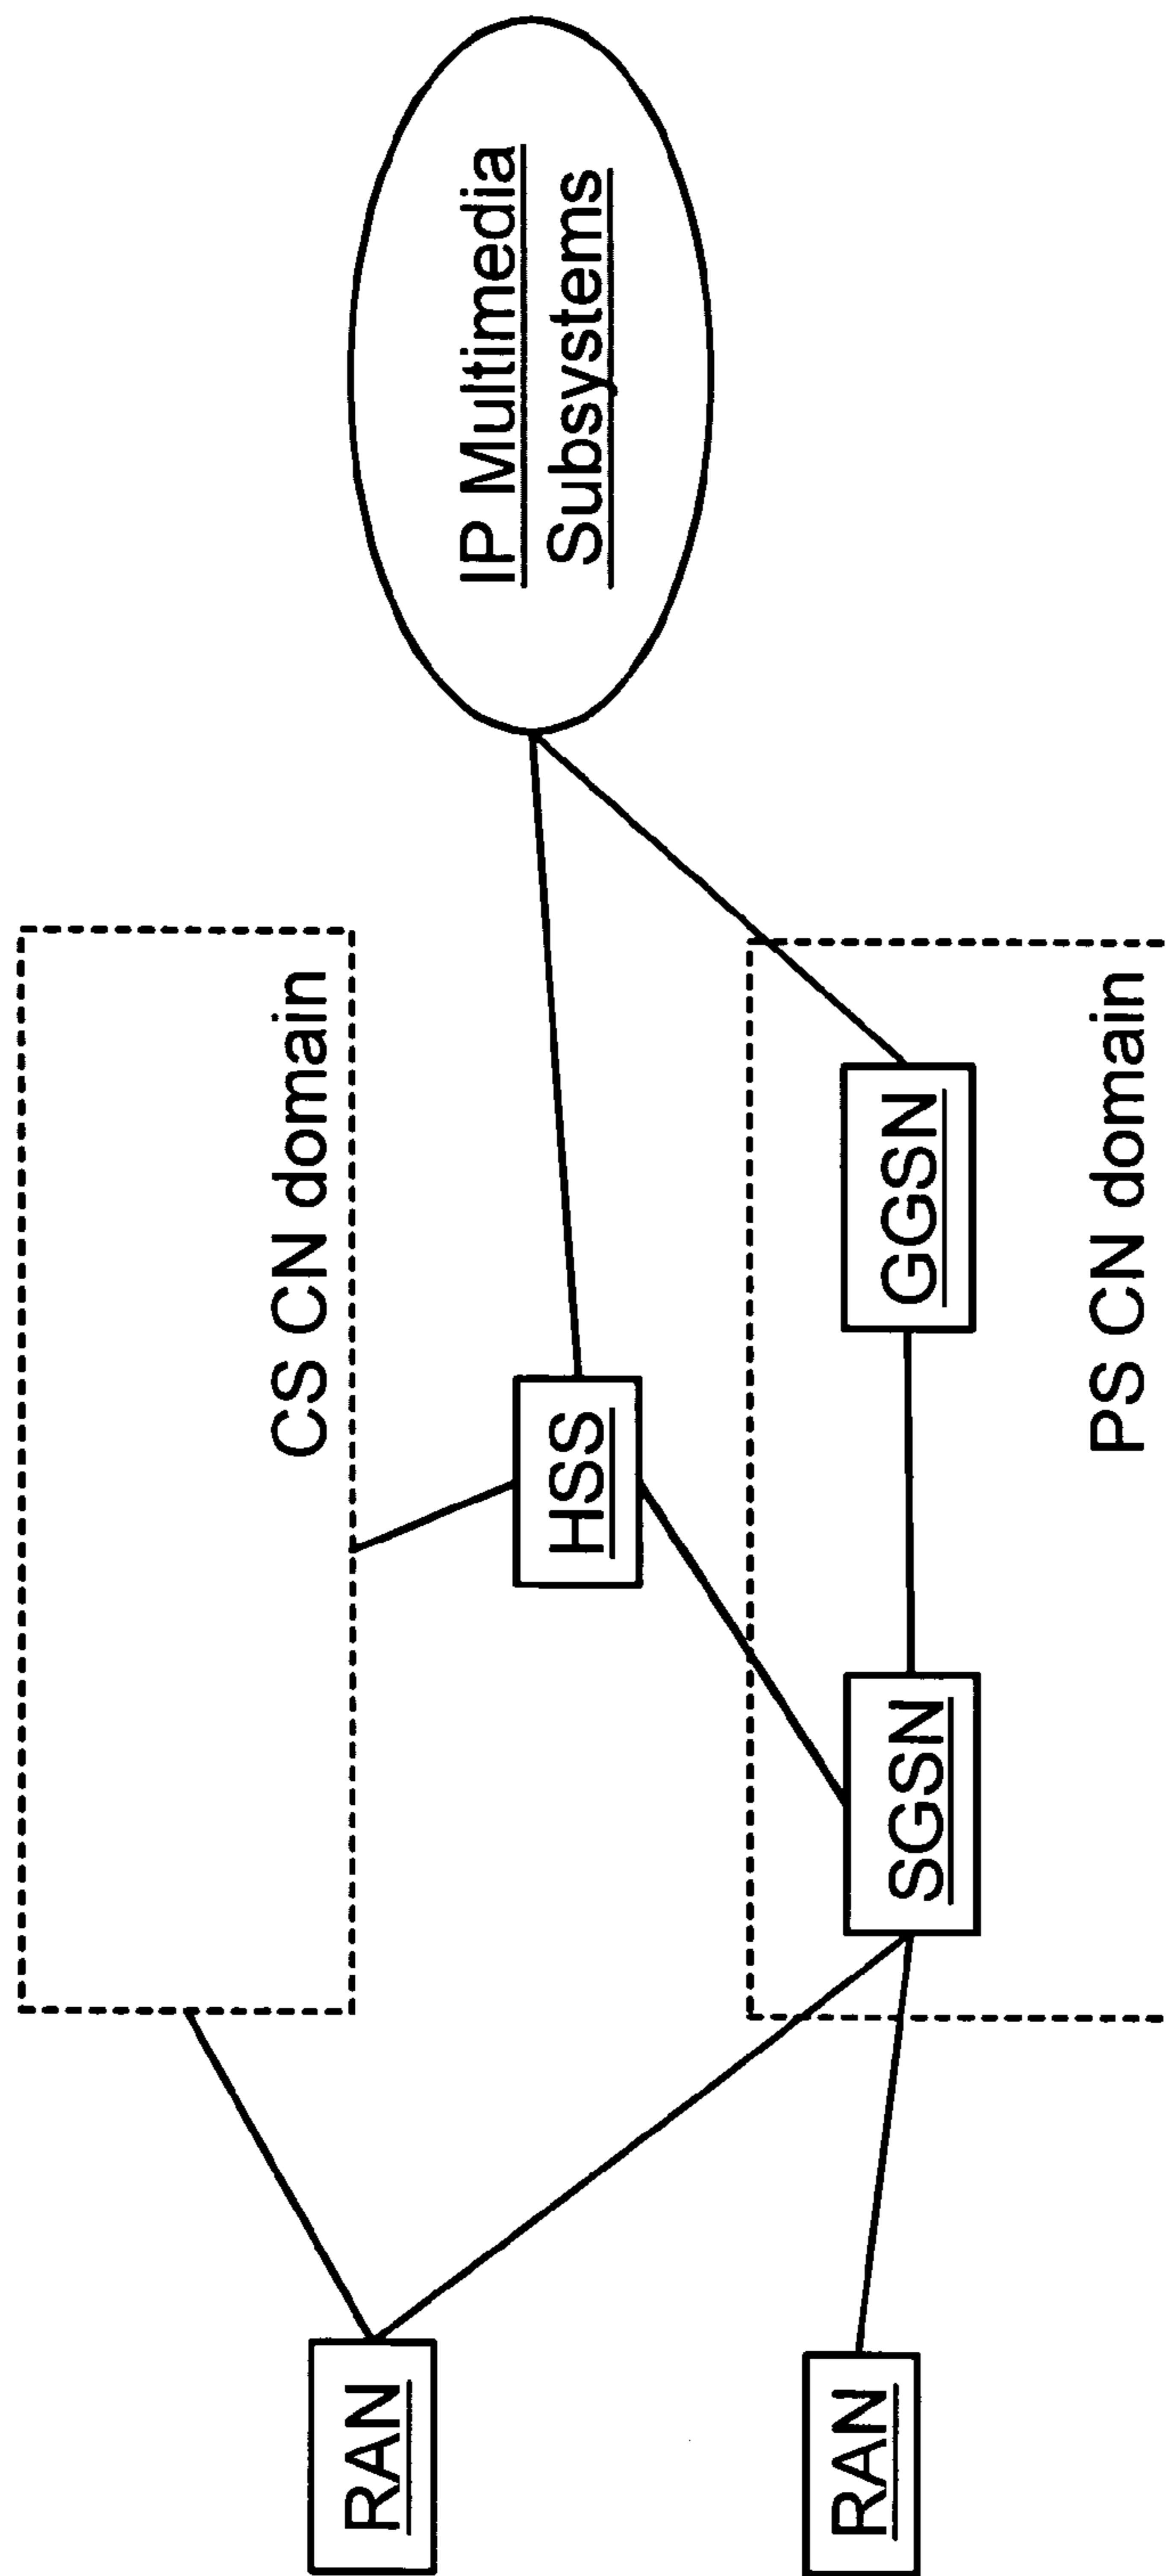 CS CN domain
IP Multimedia
Subsystems
RAN
HSS
RAN
SGSN
GGSN
PS CN domain